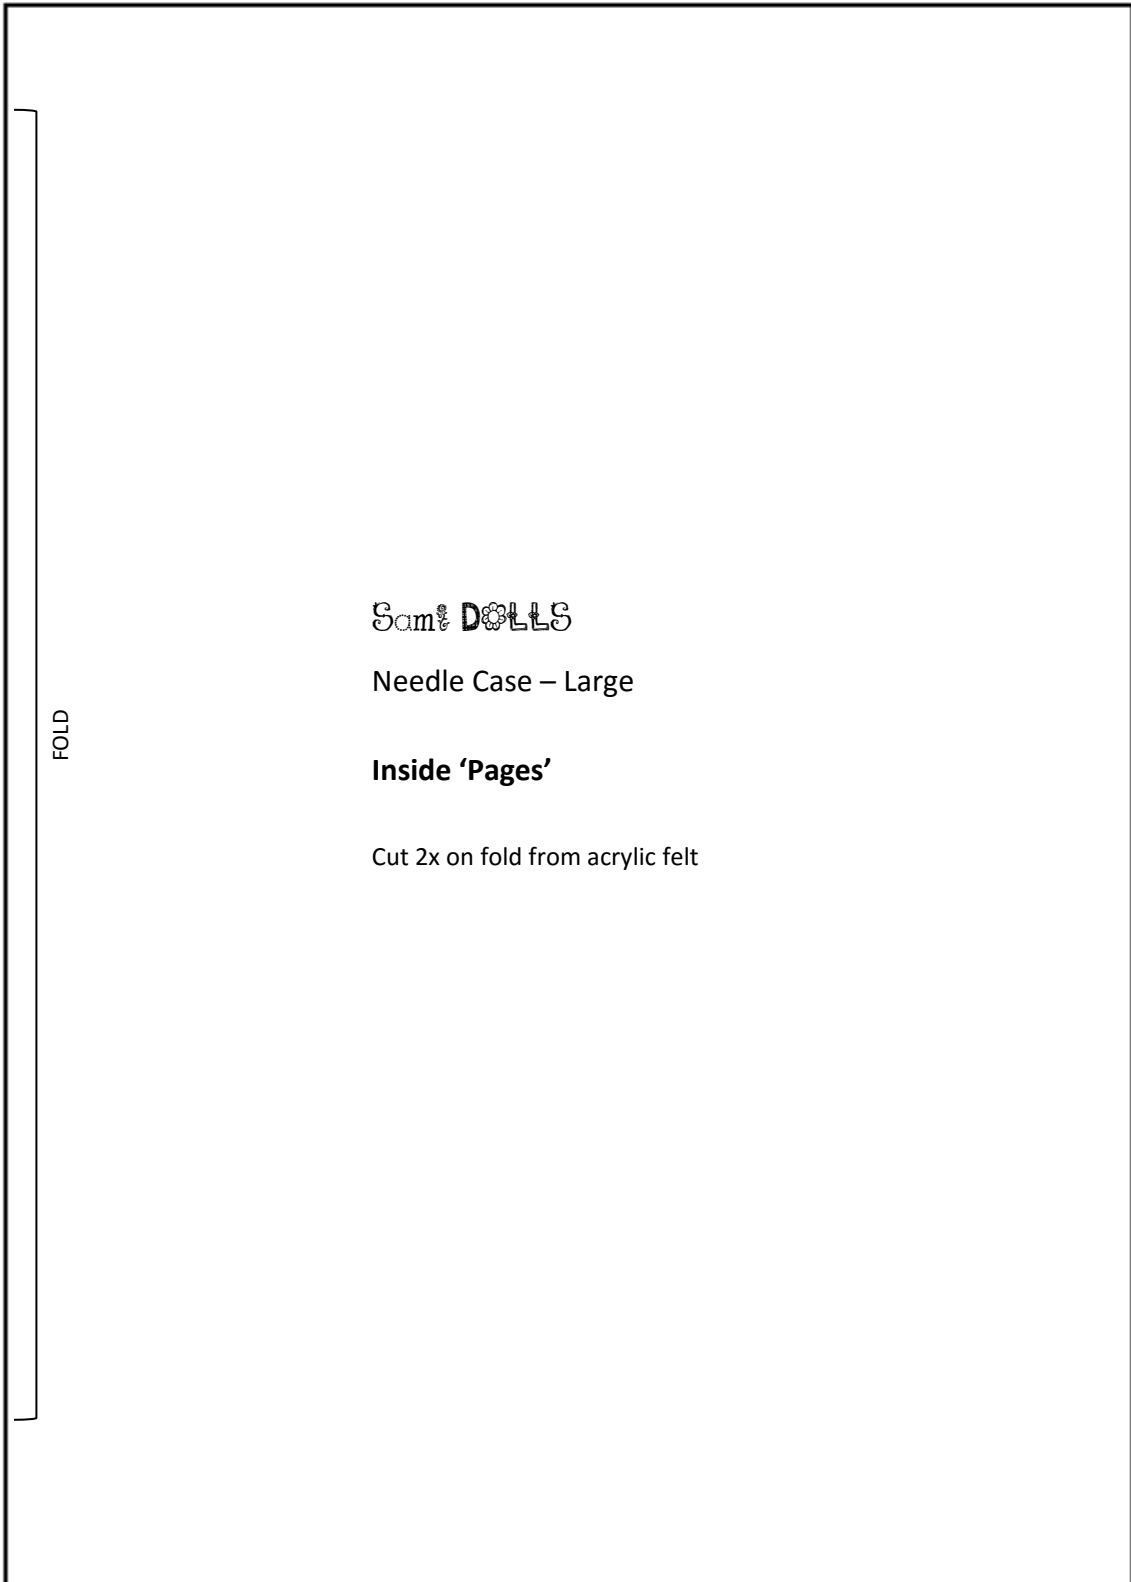 Sami DOLLS
Needle Case – Large
FOLD
Inside ‘Pages’
Cut 2x on fold from acrylic felt